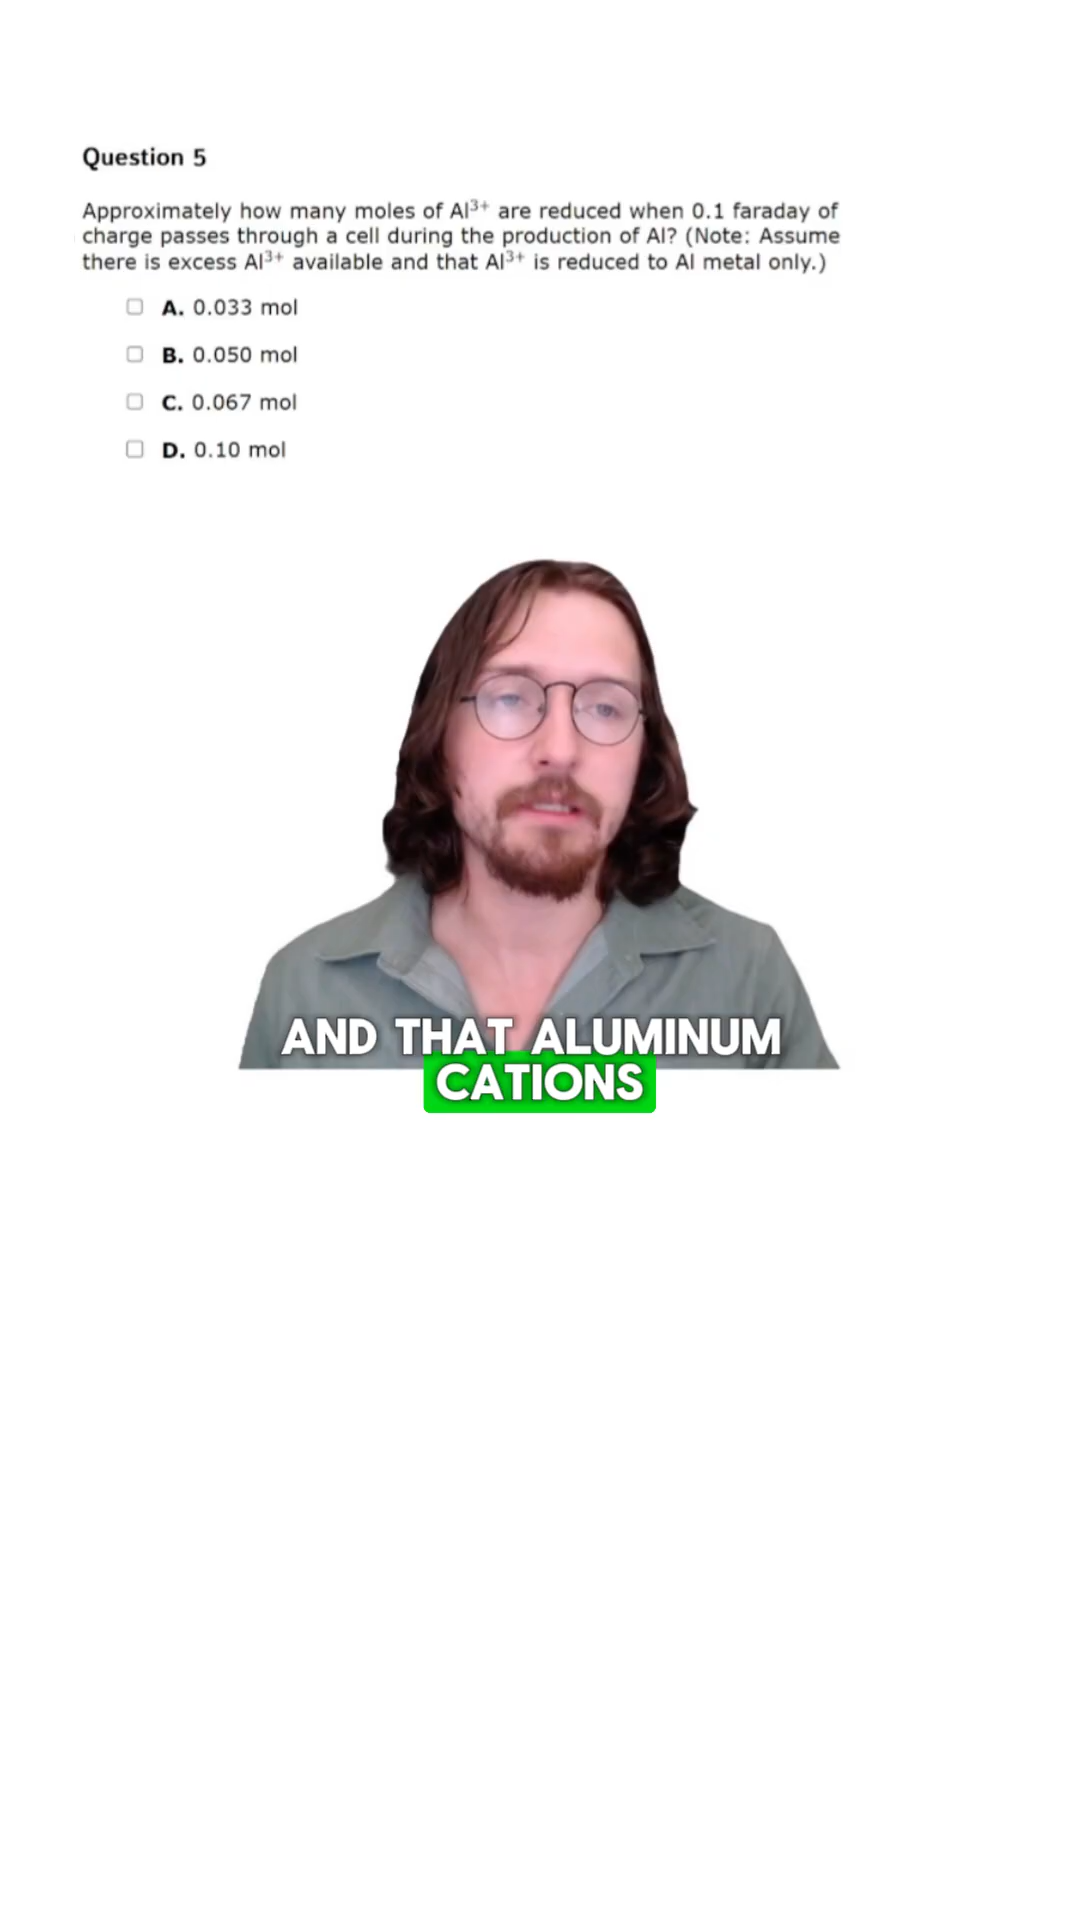 Question 5
Approximately how many moles of Al³⁺ are reduced when 0.1 faraday of
charge passes through a cell during the production of Al? (Note: Assume
there is excess Al³⁺ available and that Al³⁺ is reduced to Al metal only.)
A. 0.033 mol
B. 0.050 mol
C. 0.067 mol
D. 0.10 mol
AND THAT ALUMINUM
CATIONS